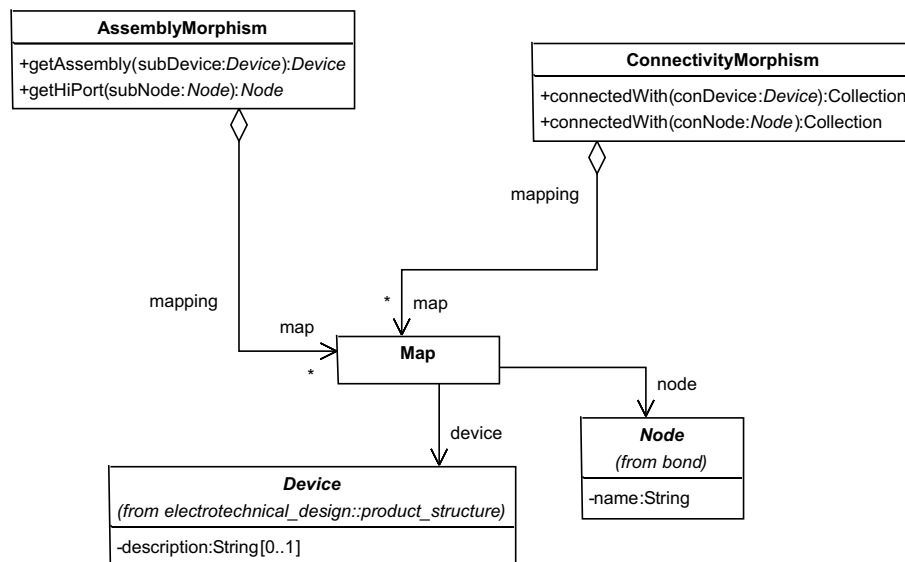 AssemblyMorphism
+getAssembly(subDevice:Device):Device
+getHiPort(subNode:Node):Node
ConnectivityMorphism
+connectedWith(conDevice:Device):Collection
+connectedWith(conNode:Node):Collection
mapping
mapping
* map
map
*
Map
node
device
Node
(from bond)
-name:String
Device
(from electrotechnical_design::product_structure)
-description:String[0..1]